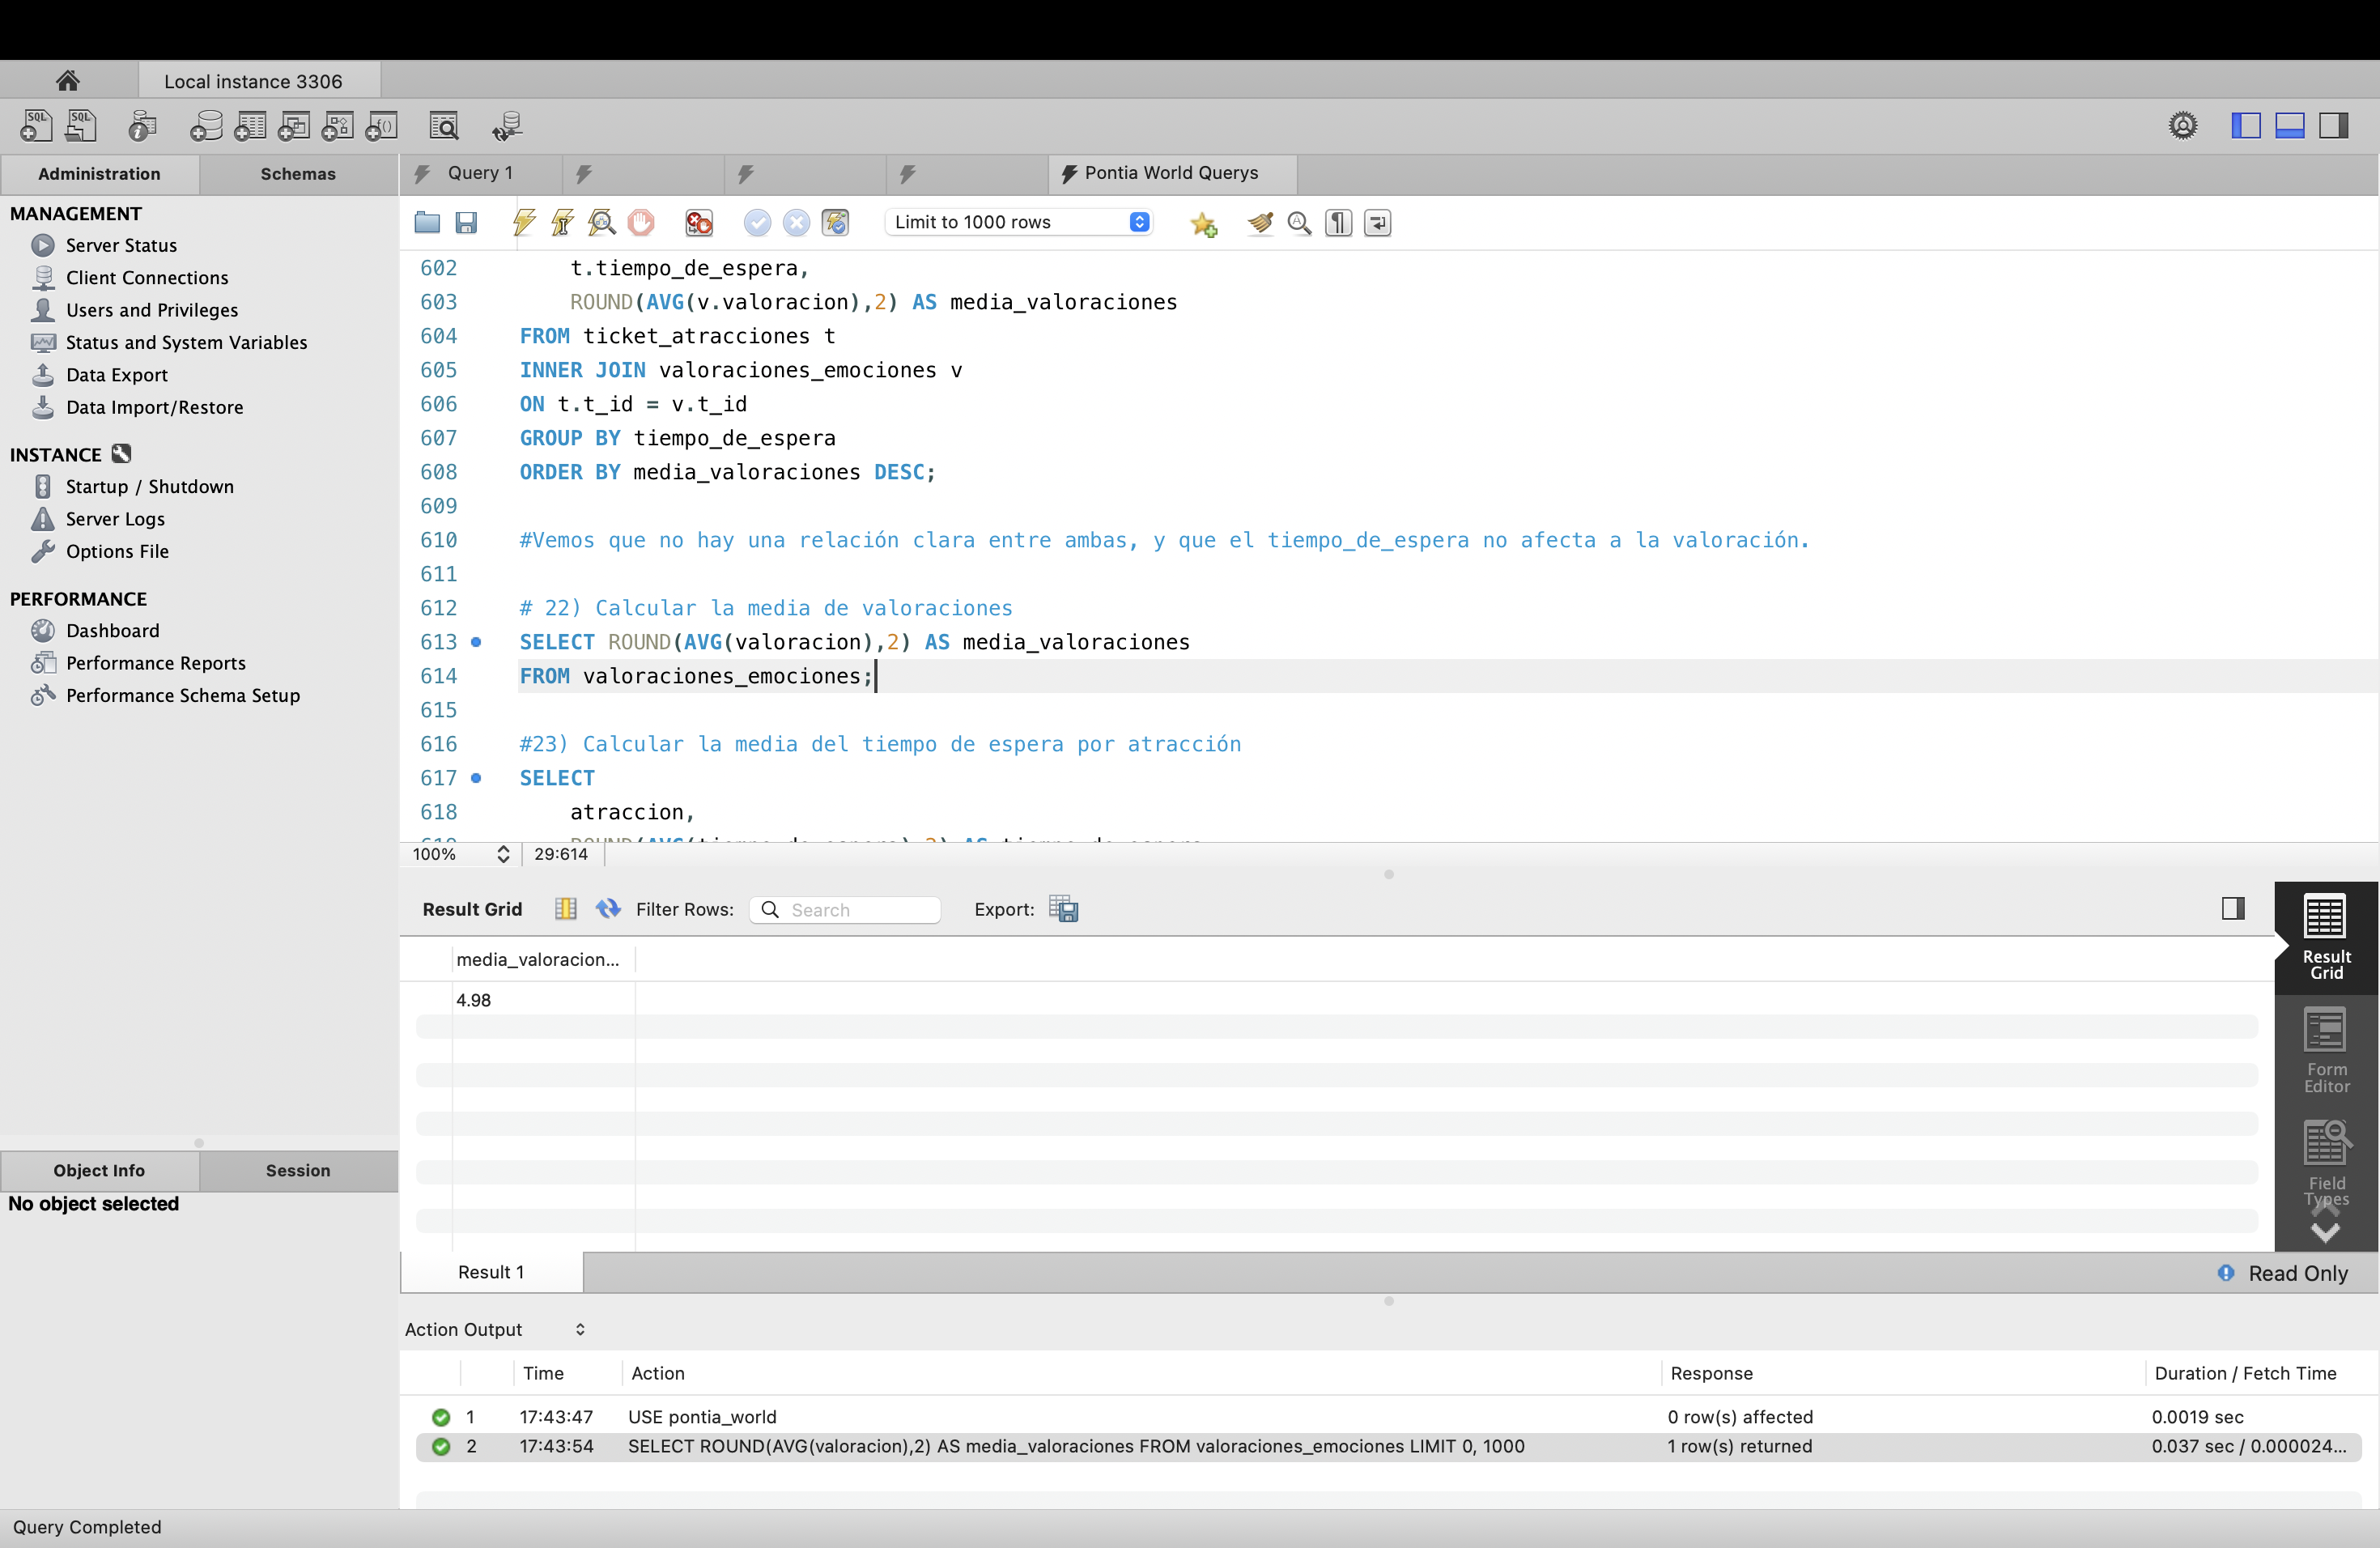 Local instance 3306
SQL SQL
Administration Schemas
Query 1 Pontia World Querys
MANAGEMENT
Server Status
Client Connections
Users and Privileges
Status and System Variables
Data Export
Data Import/Restore
INSTANCE
Startup / Shutdown
Server Logs
Options File
PERFORMANCE
Dashboard
Performance Reports
Performance Schema Setup
Object Info Session
No object selected
Limit to 1000 rows
602 t.tiempo_de_espera,
603 ROUND(AVG(v.valoracion),2) AS media_valoraciones
604 FROM ticket_atracciones t
605 INNER JOIN valoraciones_emociones v
606 ON t.t_id = v.t_id
607 GROUP BY tiempo_de_espera
608 ORDER BY media_valoraciones DESC;
609
610 #Vemos que no hay una relación clara entre ambas, y que el tiempo_de_espera no afecta a la valoración.
611
612 # 22) Calcular la media de valoraciones
613 SELECT ROUND(AVG(valoracion),2) AS media_valoraciones
614 FROM valoraciones_emociones;
615
616 #23) Calcular la media del tiempo de espera por atracción
617 SELECT
618 atraccion,
100% 29:614
Result Grid Filter Rows: Search Export:
media_valoracion...
4.98
Result Grid
Form Editor
Field Types
Result 1 Read Only
Action Output
Time Action Response Duration / Fetch Time
1 17:43:47 USE pontia_world 0 row(s) affected 0.0019 sec
2 17:43:54 SELECT ROUND(AVG(valoracion),2) AS media_valoraciones FROM valoraciones_emociones LIMIT 0, 1000 1 row(s) returned 0.037 sec / 0.000024...
Query Completed